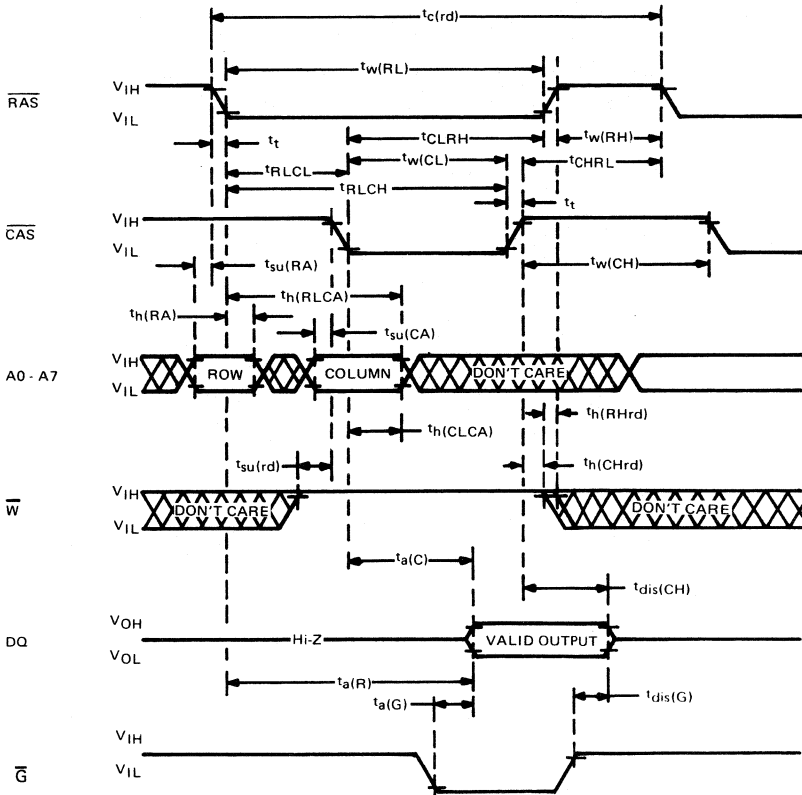 tc(rd)
tw(RL)
RAS
VIH
VIL
tt
tCLRH
tw(RH)
tRLCL
tw(CL)
tCHRL
tRLCH
tt
CAS
VIH
VIL
tsu(RA)
tw(CH)
th(RA)
th(RLCA)
tsu(CA)
A0 - A7
VIH
VIL
ROW
COLUMN
DON'T CARE
th(RHrd)
th(CLCA)
tsu(rd)
th(CHrd)
W
VIH
VIL
DON'T CARE
DON'T CARE
ta(C)
tdis(CH)
DQ
VOH
VOL
Hi-Z
VALID OUTPUT
ta(R)
ta(G)
tdis(G)
G
VIH
VIL